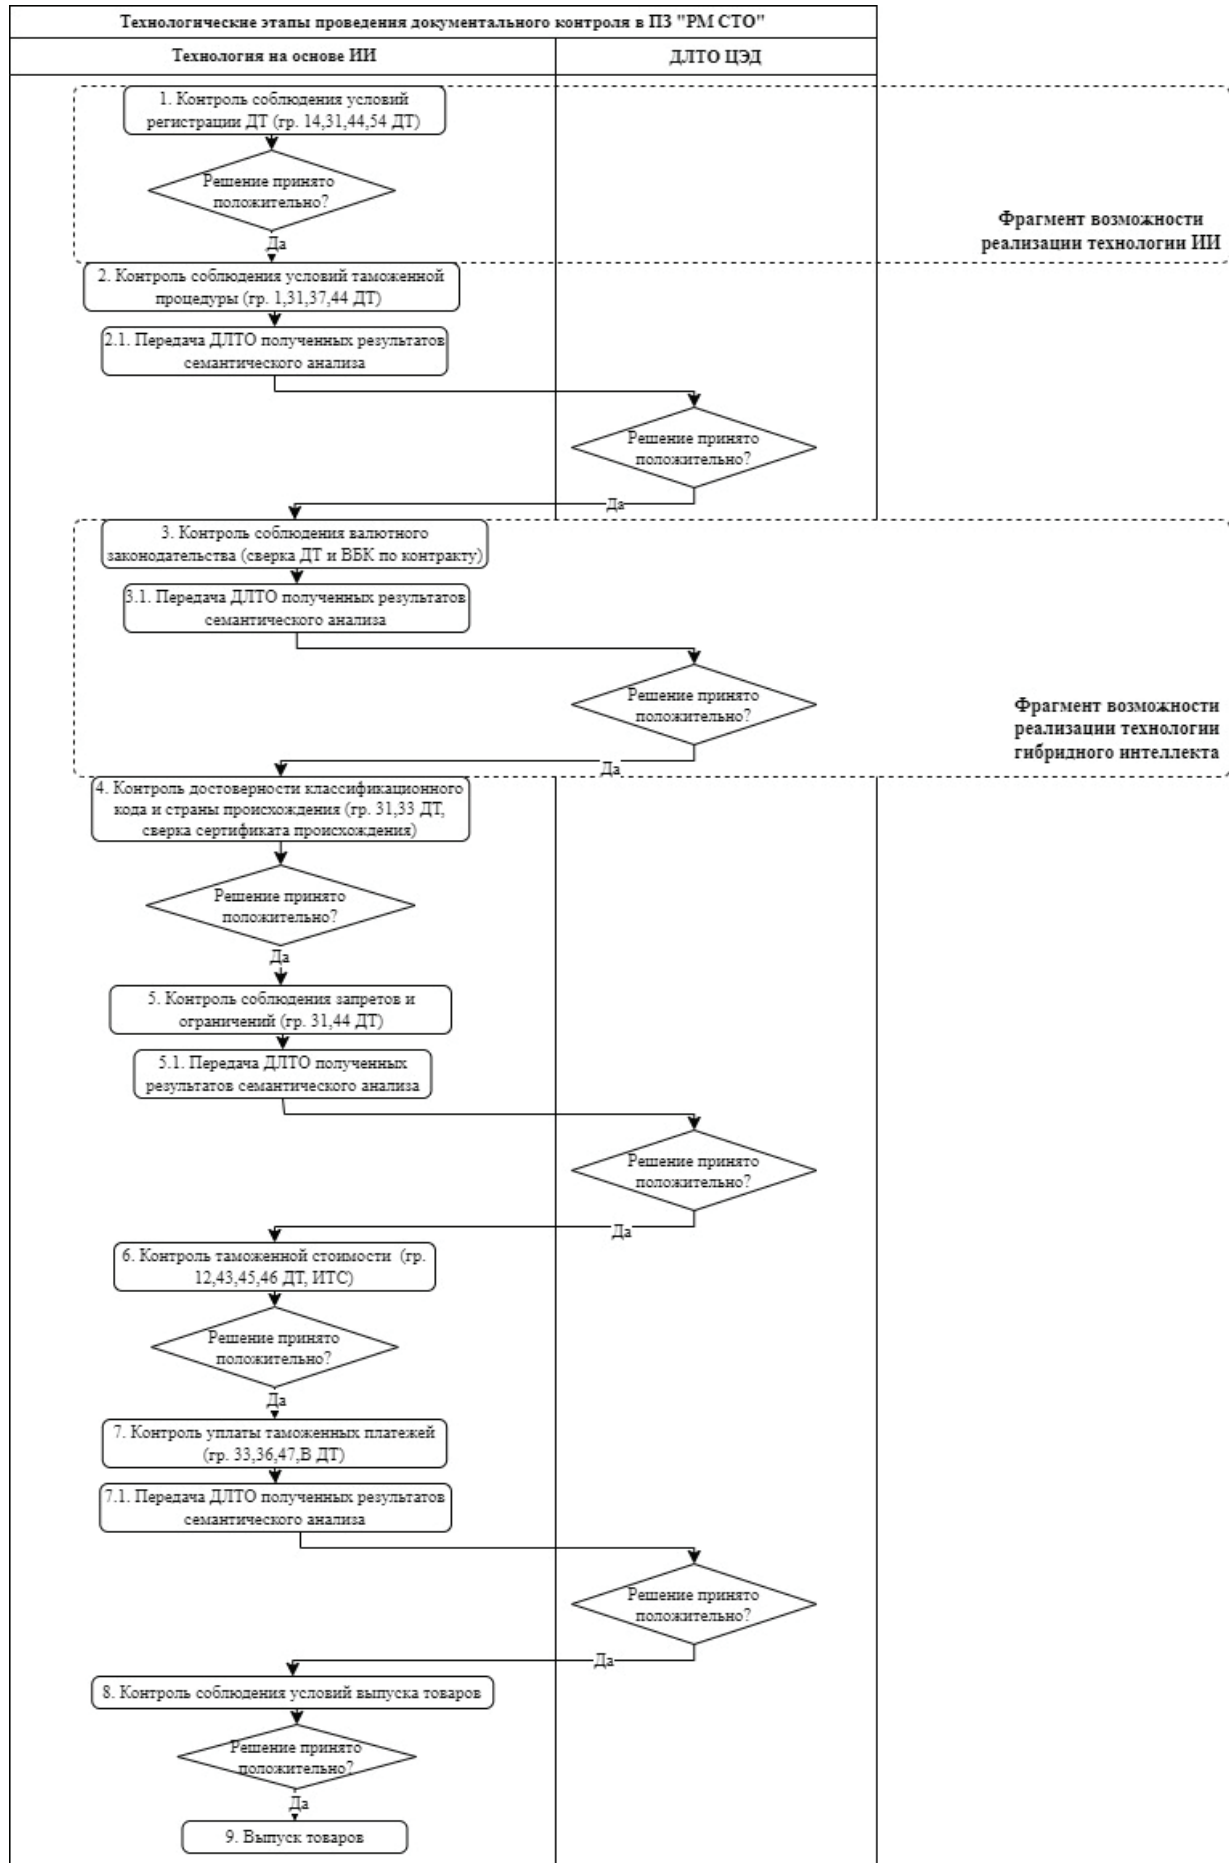 Технологические этапы проведения документального контроля в ПЗ "РМ СТО"
Технология на основе ИИ
ДЛТО ЦЭД
1. Контроль соблюдения условий
регистрации ДТ (гр. 14,31,44,54 ДТ)
Решение принято
положительно?
Фрагмент возможности
реализации технологии ИИ
Да
2. Контроль соблюдения условий таможенной
процедуры (гр. 1,31,37,44 ДТ)
2.1. Передача ДЛТО полученных результатов
семантического анализа
Решение принято
положительно?
Да
3. Контроль соблюдения валютного
законодательства (сверка ДТ и ВБК по контракту)
3.1. Передача ДЛТО полученных результатов
семантического анализа
Решение принято
положительно?
Фрагмент возможности
реализации технологии
гибридного интеллекта
Да
4. Контроль достоверности классификационного
кода и страны происхождения (гр. 31,33 ДТ,
сверка сертификата происхождения)
Решение принято
положительно?
Да
5. Контроль соблюдения запретов и
ограничений (гр. 31,44 ДТ)
5.1. Передача ДЛТО полученных
результатов семантического анализа
Решение принято
положительно?
Да
6. Контроль таможенной стоимости (гр.
12,43,45,46 ДТ, ИТС)
Решение принято
положительно?
Да
7. Контроль уплаты таможенных платежей
(гр. 33,36,47,В ДТ)
7.1. Передача ДЛТО полученных результатов
семантического анализа
Решение принято
положительно?
Да
8. Контроль соблюдения условий выпуска товаров
Решение принято
положительно?
Да
9. Выпуск товаров